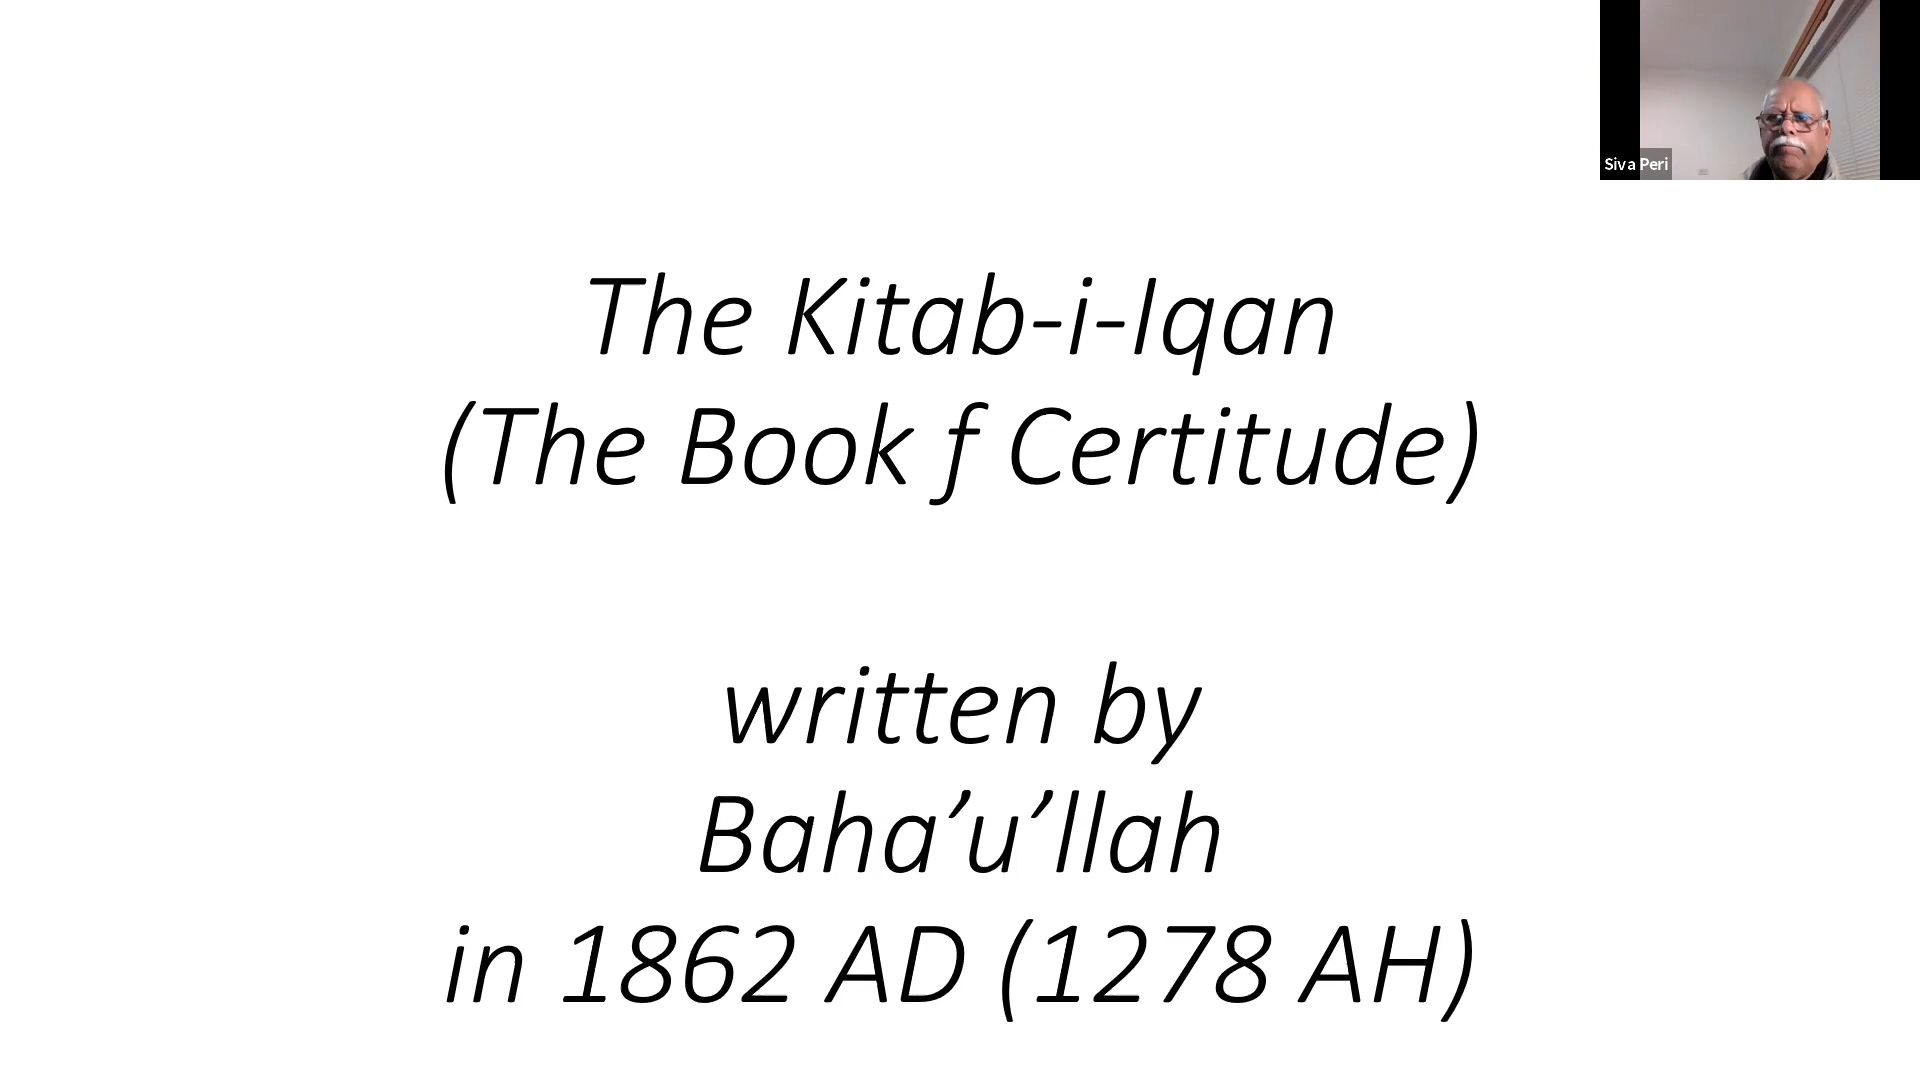 Siva Peri
The Kitab-i-Iqan
(The Book f Certitude)
written by
Baha’u’llah
in 1862 AD (1278 AH)